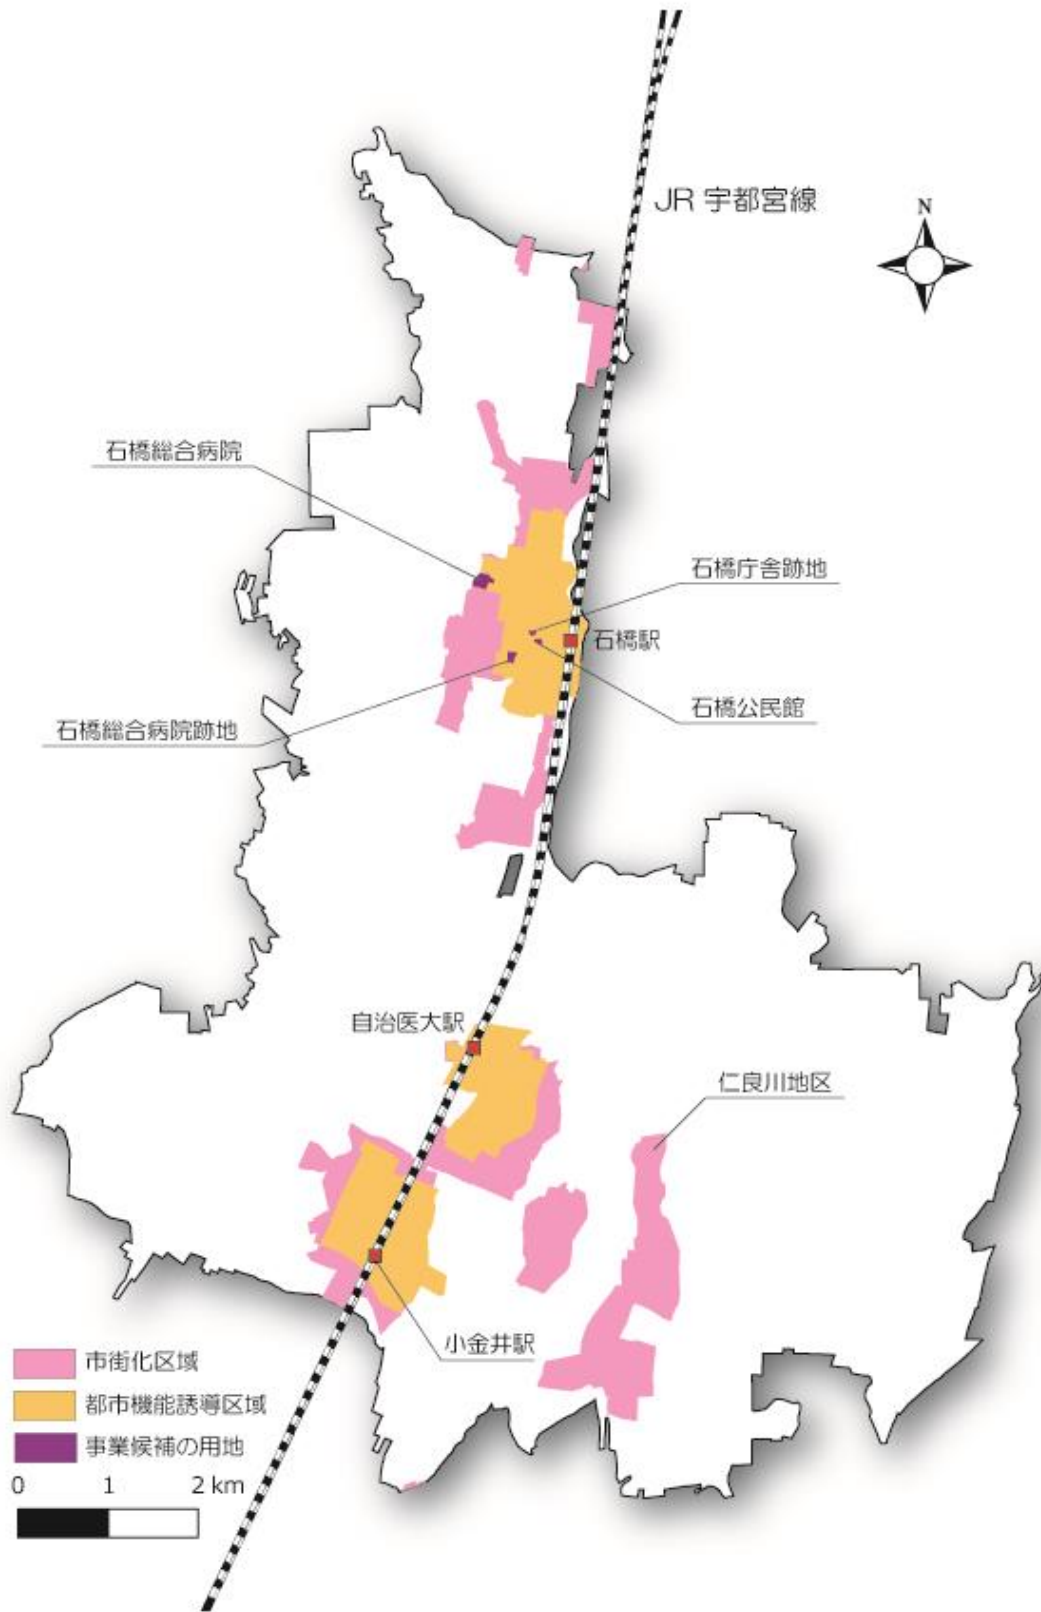 JR 宇都宮線
N
石橋総合病院
石橋庁舎跡地
石橋駅
石橋公民館
石橋総合病院跡地
自治医大駅
仁良川地区
小金井駅
市街化区域
都市機能誘導区域
事業候補の用地
0 1 2 km